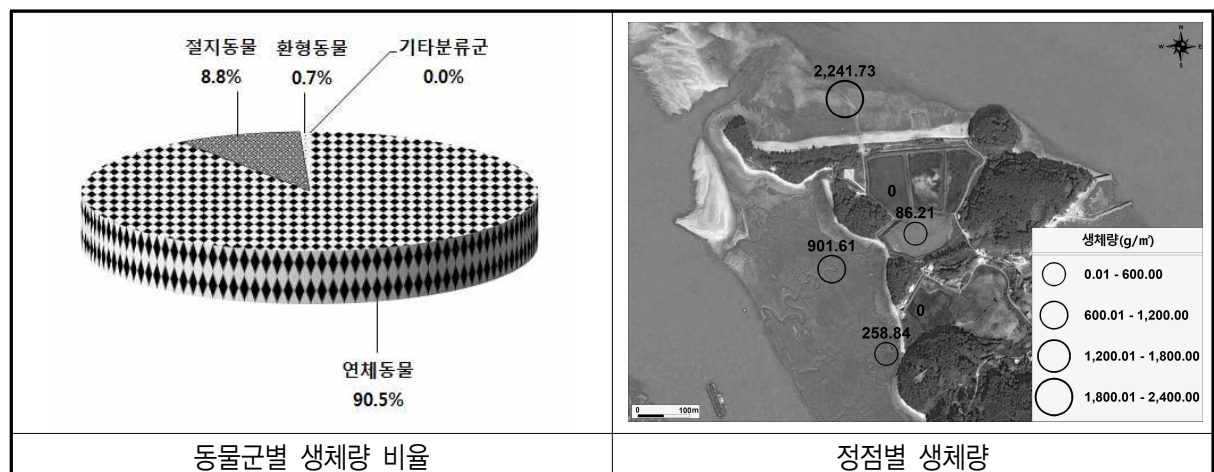 절지동물 환형동물 기타분류군
8.8% 0.7% 0.0%
연체동물
90.5%
동물군별 생체량 비율
2,241.73
N
W E
S
0
86.21
901.61
0
258.84
생체량(g/㎡)
0.01 - 600.00
600.01 - 1,200.00
1,200.01 - 1,800.00
1,800.01 - 2,400.00
0 100m
정점별 생체량